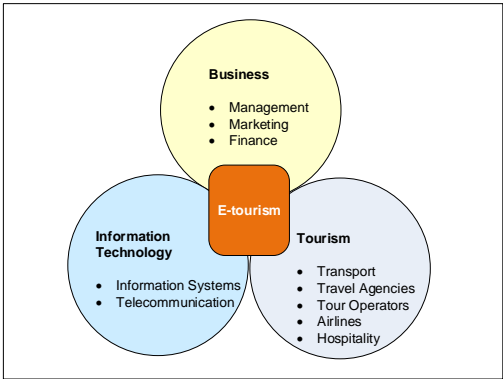 Business
• Management
• Marketing
• Finance
E-tourism
Information
Technology
• Information Systems
• Telecommunication
Tourism
• Transport
• Travel Agencies
• Tour Operators
• Airlines
• Hospitality